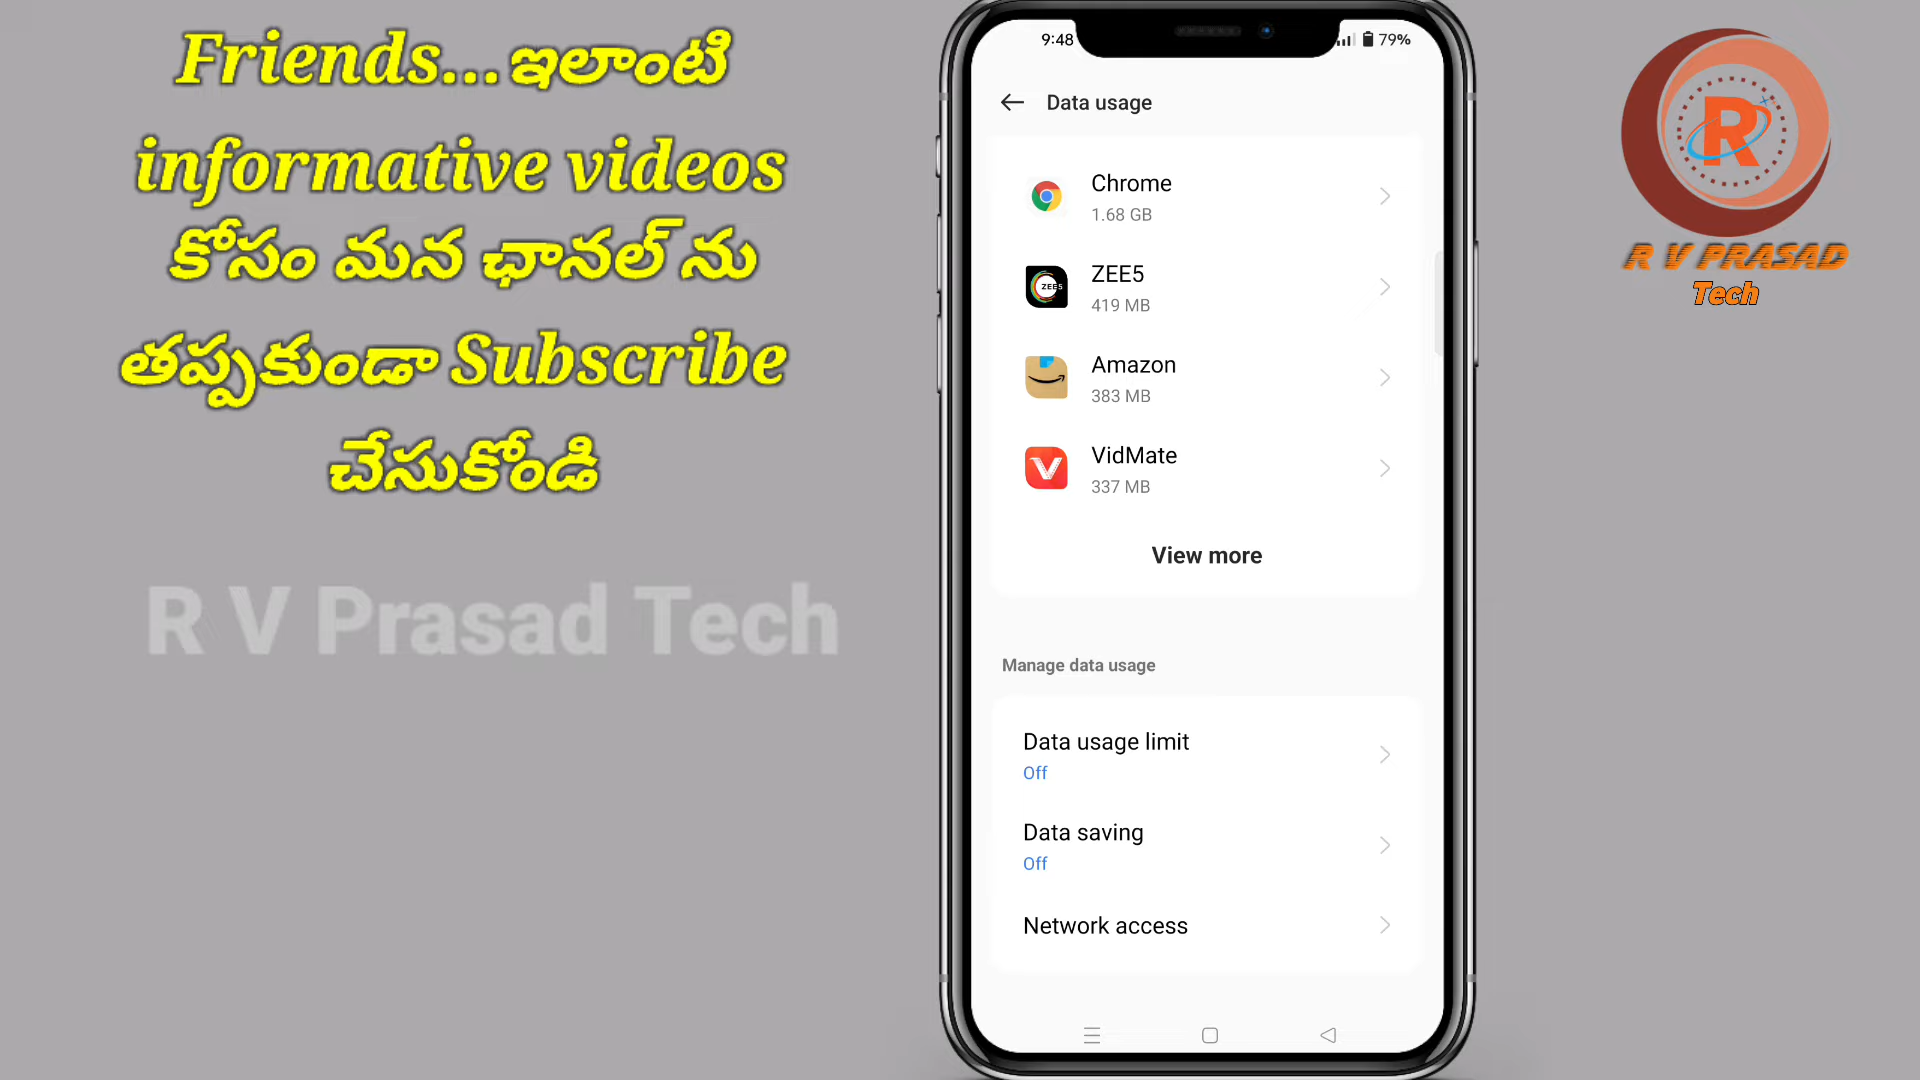 Friends...ఇలాంటి
informative videos
కోసం మన ఛానల్ ను
తప్పకుండా Subscribe
చేసుకోండి
R V Prasad Tech
9:48
79%
Data usage
Chrome
1.68 GB
ZEE5
ZEE5
419 MB
Amazon
383 MB
VidMate
337 MB
View more
Manage data usage
Data usage limit
Off
Data saving
Off
Network access
R
R V PRASAD
Tech